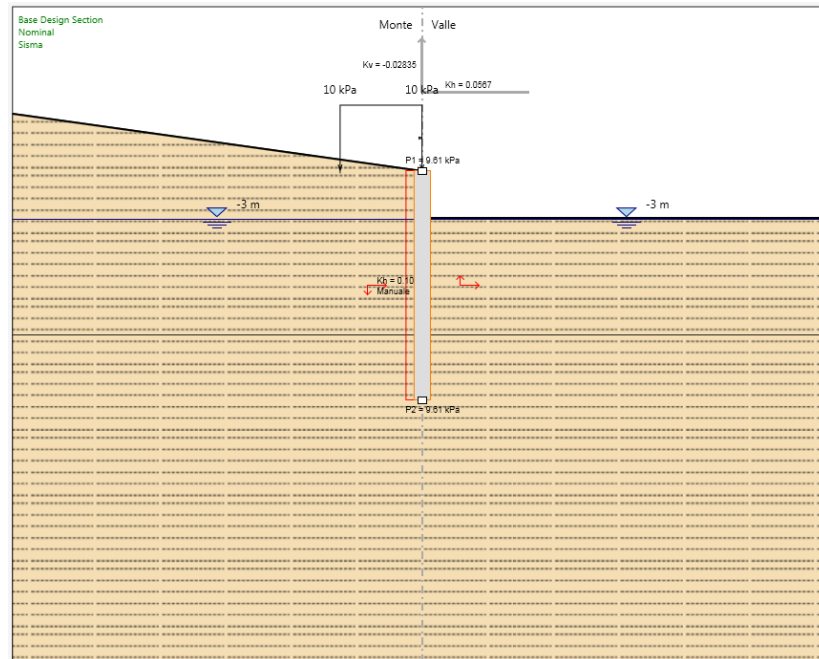 Base Design Section
Nominal
Sisma
Monte
Valle
Kv = -0.02835
Kh = 0.0567
10 kPa
10 kPa
P1 = 9.61 kPa
-3 m
-3 m
Kh = 0.10
Manuale
P2 = 9.61 kPa